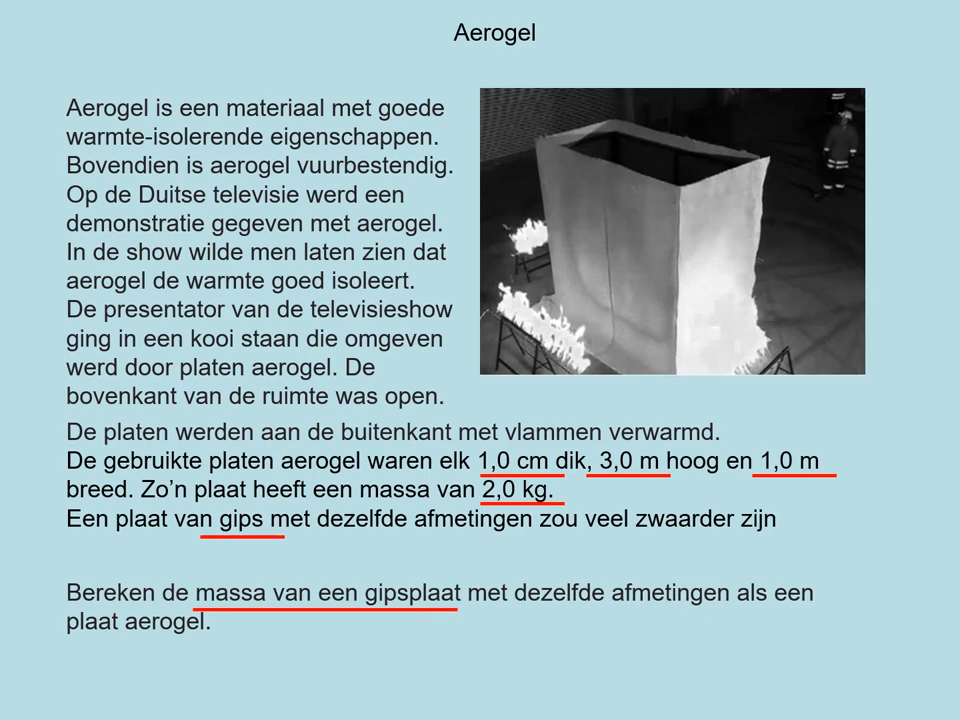 Aerogel
Aerogel is een materiaal met goede
warmte-isolerende eigenschappen.
Bovendien is aerogel vuurbestendig.
Op de Duitse televisie werd een
demonstratie gegeven met aerogel.
In de show wilde men laten zien dat
aerogel de warmte goed isoleert.
De presentator van de televisieshow
ging in een kooi staan die omgeven
werd door platen aerogel. De
bovenkant van de ruimte was open.
De platen werden aan de buitenkant met vlammen verwarmd.
De gebruikte platen aerogel waren elk 1,0 cm dik, 3,0 m hoog en 1,0 m
breed. Zo’n plaat heeft een massa van 2,0 kg.
Een plaat van gips met dezelfde afmetingen zou veel zwaarder zijn
Bereken de massa van een gipsplaat met dezelfde afmetingen als een
plaat aerogel.